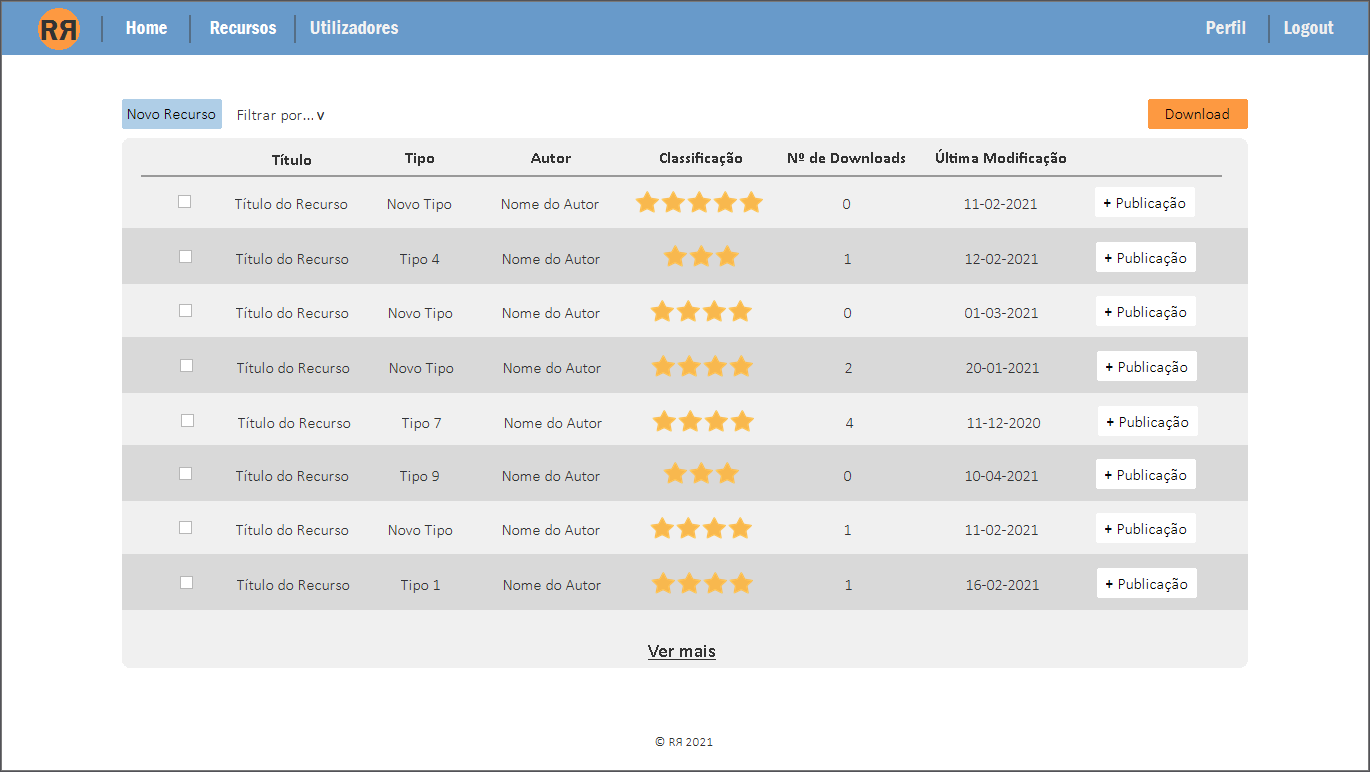 RЯ Home Recursos Utilizadores Perfil Logout
Novo Recurso Filtrar por... v Download
Título Tipo Autor Classificação Nº de Downloads Última Modificação
Título do Recurso Novo Tipo Nome do Autor 0 11-02-2021 + Publicação
Título do Recurso Tipo 4 Nome do Autor 1 12-02-2021 + Publicação
Título do Recurso Novo Tipo Nome do Autor 0 01-03-2021 + Publicação
Título do Recurso Novo Tipo Nome do Autor 2 20-01-2021 + Publicação
Título do Recurso Tipo 7 Nome do Autor 4 11-12-2020 + Publicação
Título do Recurso Tipo 9 Nome do Autor 0 10-04-2021 + Publicação
Título do Recurso Novo Tipo Nome do Autor 1 11-02-2021 + Publicação
Título do Recurso Tipo 1 Nome do Autor 1 16-02-2021 + Publicação
Ver mais
© RЯ 2021